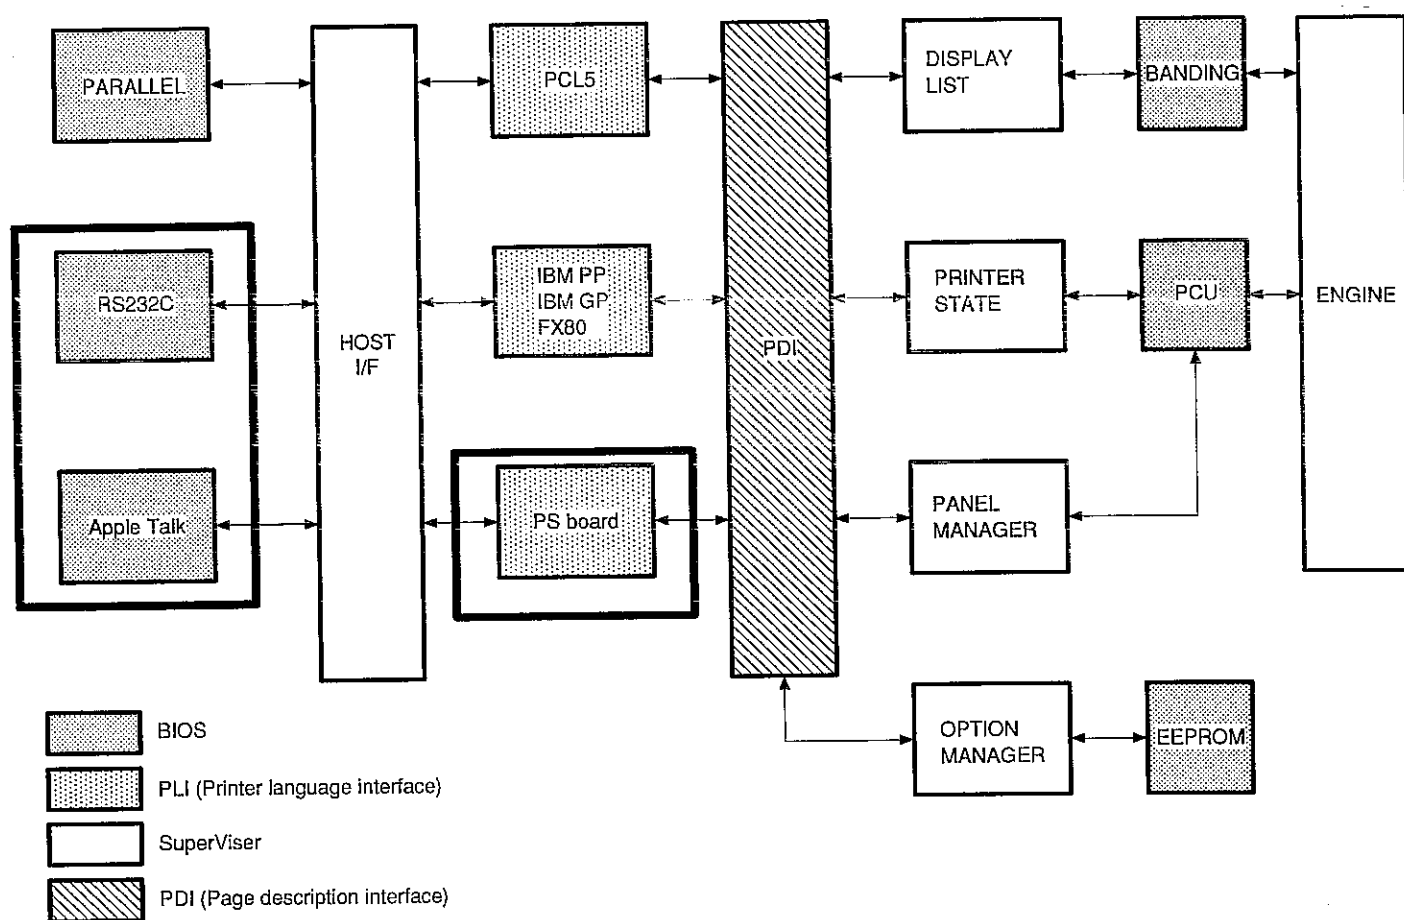 PARALLEL
RS232C
Apple Talk
HOST
I/F
PCL5
IBM PP
IBM GP
FX80
PS board
PDI
DISPLAY
LIST
PRINTER
STATE
PANEL
MANAGER
OPTION
MANAGER
BANDING
PCU
EEPROM
ENGINE
BIOS
PLI (Printer language interface)
SuperViser
PDI (Page description interface)